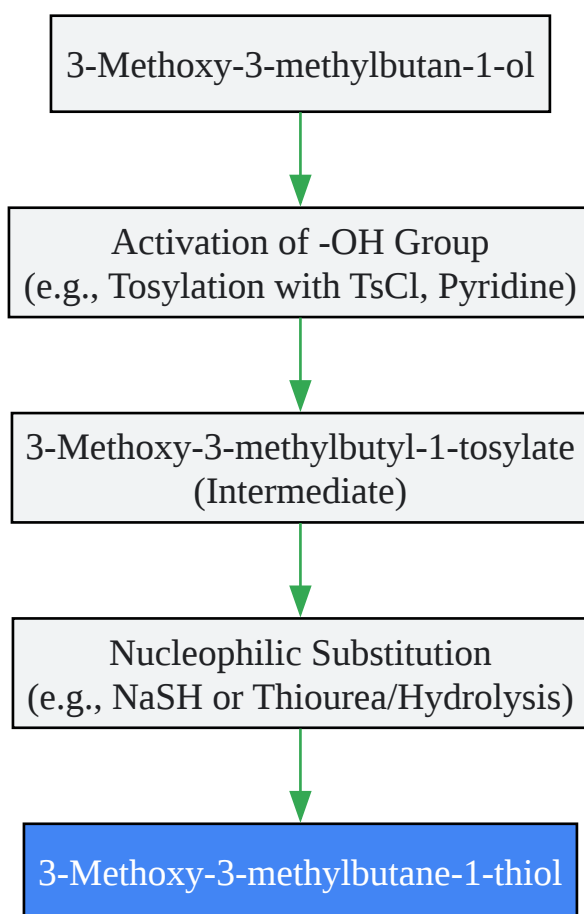 3-Methoxy-3-methylbutan-1-ol
Activation of -OH Group
(e.g., Tosylation with TsCl, Pyridine)
3-Methoxy-3-methylbutyl-1-tosylate
(Intermediate)
Nucleophilic Substitution
(e.g., NaSH or Thiourea/Hydrolysis)
3-Methoxy-3-methylbutane-1-thiol